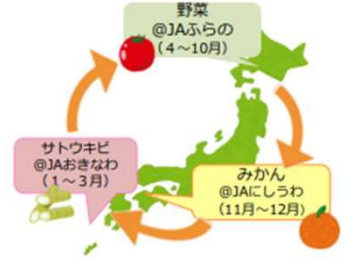 野菜
@JAふらの
（4～10月）
サトウキビ
@JAおきなわ
（1～3月）
みかん
@JAにしうわ
（11月～12月）